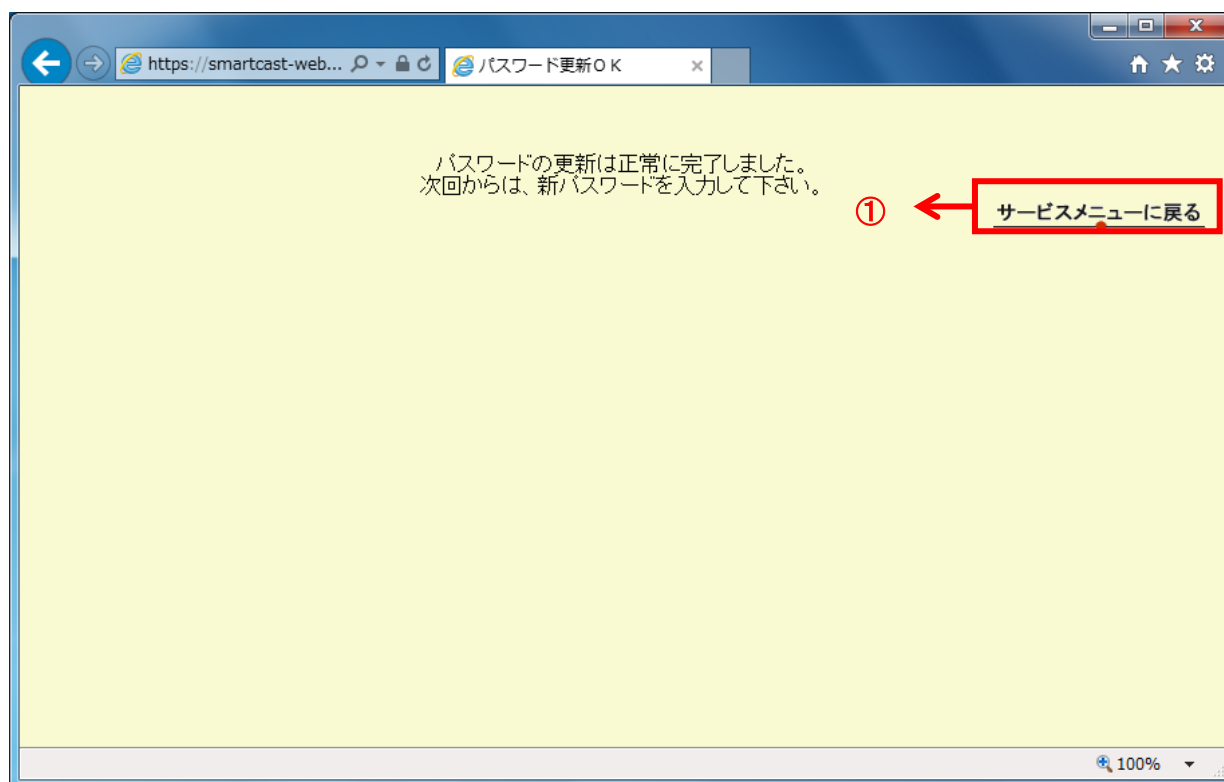 https://smartcast-web...
パスワード更新ＯＫ
パスワードの更新は正常に完了しました。
次回からは、新パスワードを入力して下さい。
①
サービスメニューに戻る
100%